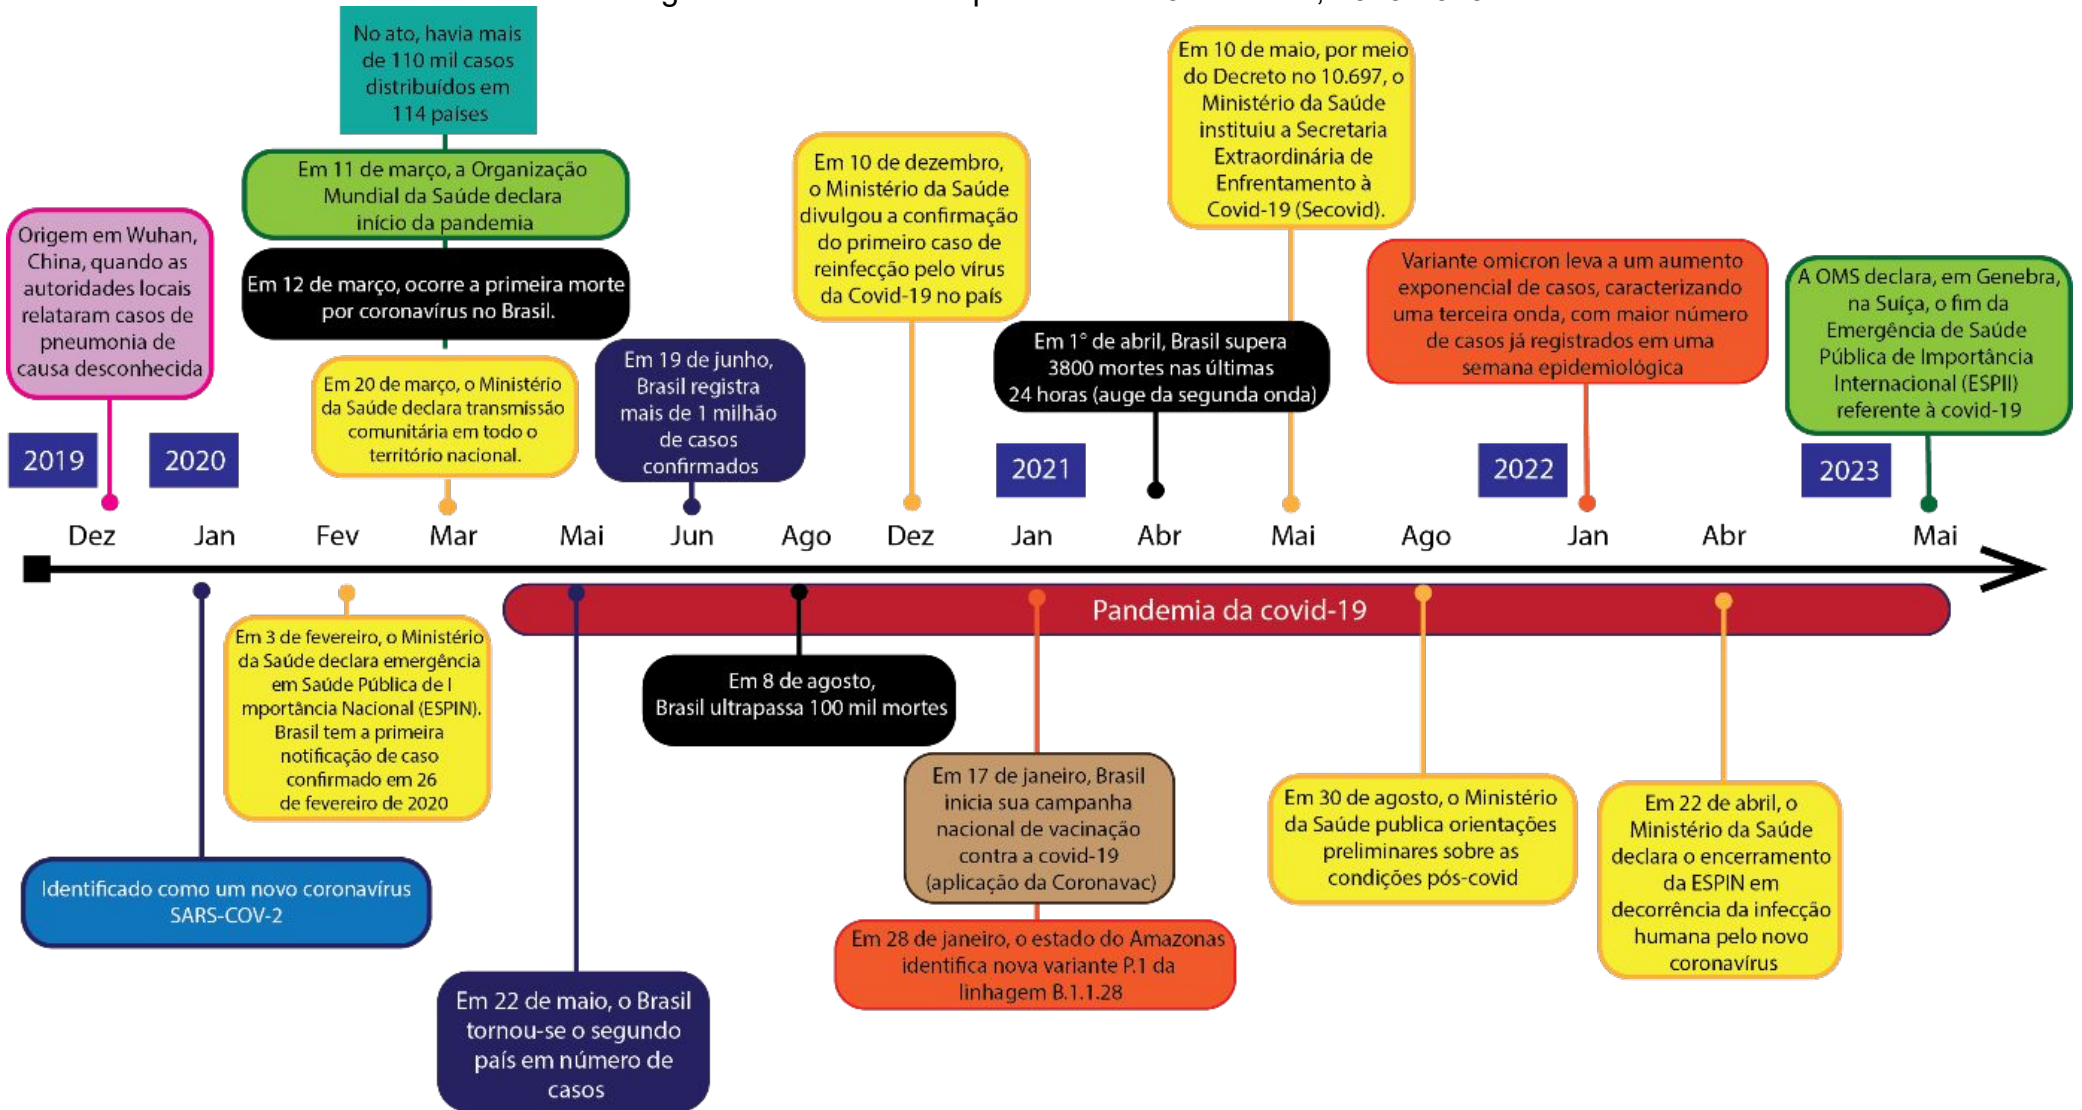 No ato, havia mais
de 110 mil casos
distribuídos em
114 países
Em 11 de março, a Organização
Mundial da Saúde declara
início da pandemia
Em 12 de março, ocorre a primeira morte
por coronavírus no Brasil.
Em 20 de março, o Ministério
da Saúde declara transmissão
comunitária em todo o
território nacional.
Origem em Wuhan,
China, quando as
autoridades locais
relataram casos de
pneumonia de
causa desconhecida
Em 19 de junho,
Brasil registra
mais de 1 milhão
de casos
confirmados
Em 10 de dezembro,
o Ministério da Saúde
divulgou a confirmação
do primeiro caso de
reinfecção pelo vírus
da Covid-19 no país
Em 1° de abril, Brasil supera
3800 mortes nas últimas
24 horas (auge da segunda onda)
Em 10 de maio, por meio
do Decreto no 10.697, o
Ministério da Saúde
instituiu a Secretaria
Extraordinária de
Enfrentamento à
Covid-19 (Secovid).
Variante omicron leva a um aumento
exponencial de casos, caracterizando
uma terceira onda, com maior número
de casos já registrados em uma
semana epidemiológica
A OMS declara, em Genebra,
na Suíça, o fim da
Emergência de Saúde
Pública de Importância
Internacional (ESPII)
referente à covid-19
2019
2020
2021
2022
2023
Dez
Jan
Fev
Mar
Mai
Jun
Ago
Dez
Jan
Abr
Mai
Ago
Jan
Abr
Mai
Pandemia da covid-19
Em 3 de fevereiro, o Ministério
da Saúde declara emergência
em Saúde Pública de I
mportância Nacional (ESPIN).
Brasil tem a primeira
notificação de caso
confirmado em 26
de fevereiro de 2020
Identificado como um novo coronavírus
SARS-COV-2
Em 22 de maio, o Brasil
tornou-se o segundo
país em número de
casos
Em 8 de agosto,
Brasil ultrapassa 100 mil mortes
Em 17 de janeiro, Brasil
inicia sua campanha
nacional de vacinação
contra a covid-19
(aplicação da Coronavac)
Em 28 de janeiro, o estado do Amazonas
identifica nova variante P.1 da
linhagem B.1.1.28
Em 30 de agosto, o Ministério
da Saúde publica orientações
preliminares sobre as
condições pós-covid
Em 22 de abril, o
Ministério da Saúde
declara o encerramento
da ESPIN em
decorrência da infecção
humana pelo novo
coronavírus